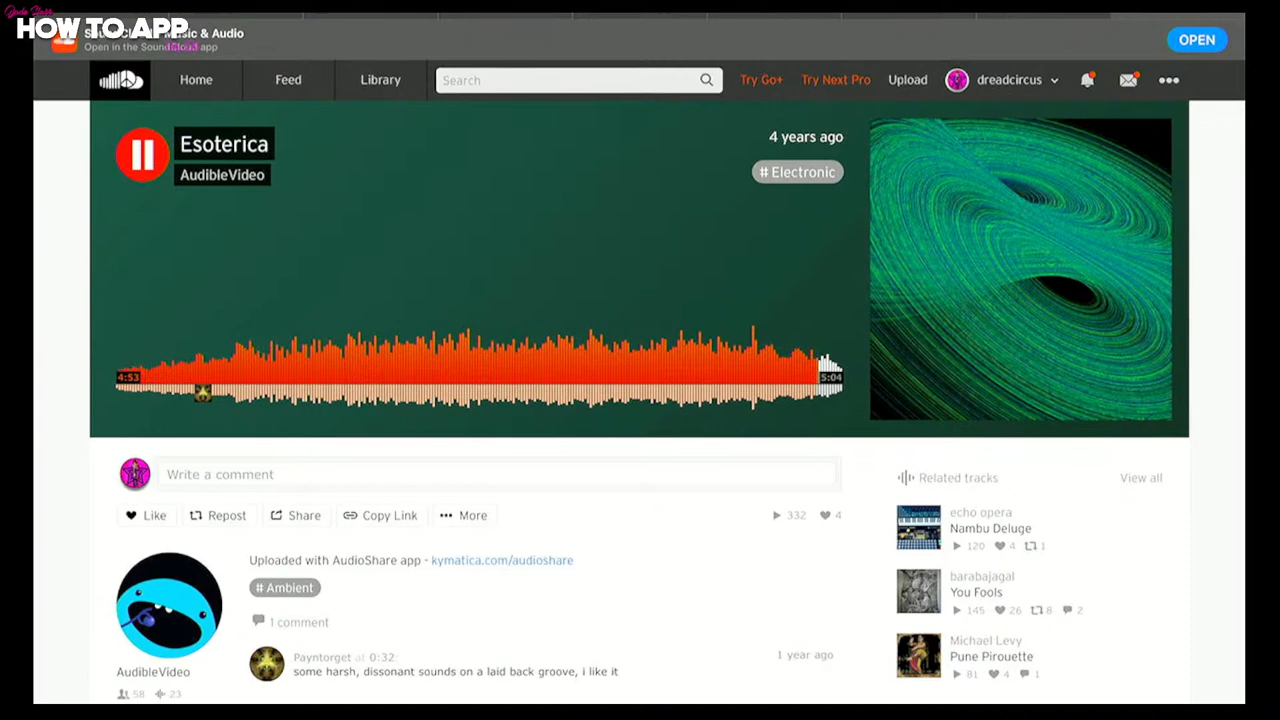 Jade Starr
HOW TO APP
Music & Audio
Open in the SoundCloud app
OPEN
Home
Feed
Library
Search
Try Go+
Try Next Pro
Upload
dreadcircus
Esoterica
AudibleVideo
4 years ago
# Electronic
4:53
5:04
Write a comment
Like
Repost
Share
Copy Link
More
332
4
Related tracks
View all
echo opera
Nambu Deluge
120 4 1
barabajagal
You Fools
145 26 8 2
Michael Levy
Pune Pirouette
81 4 1
Uploaded with AudioShare app - kymatica.com/audioshare
# Ambient
1 comment
Payntorget at 0:32:
1 year ago
some harsh, dissonant sounds on a laid back groove, i like it
AudibleVideo
58 23